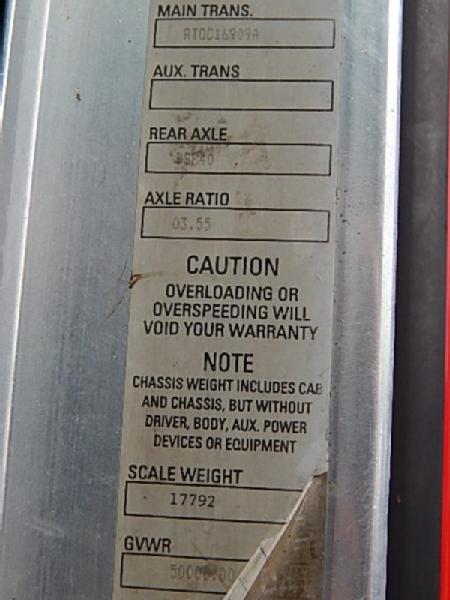 MAIN TRANS.
RTOC16909A
AUX. TRANS
REAR AXLE
AXLE RATIO
03.55
CAUTION
OVERLOADING OR
OVERSPEEDING WILL
VOID YOUR WARRANTY
NOTE
CHASSIS WEIGHT INCLUDES CAB
AND CHASSIS, BUT WITHOUT
DRIVER, BODY, AUX. POWER
DEVICES OR EQUIPMENT
SCALE WEIGHT
17792
GVWR